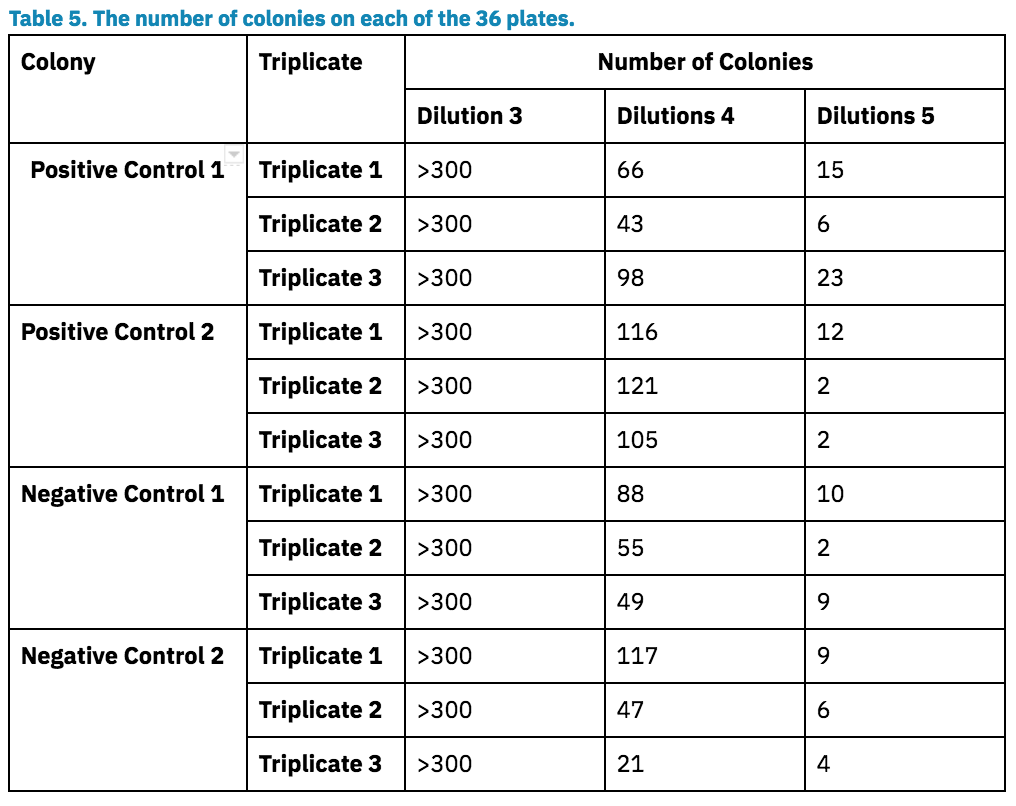 Table 5. The number of colonies on each of the 36 plates.
Colony Triplicate Number of Colonies
Dilution 3 Dilutions 4 Dilutions 5
Positive Control 1 Triplicate 1 >300 66 15
Triplicate 2 >300 43 6
Triplicate 3 >300 98 23
Positive Control 2 Triplicate 1 >300 116 12
Triplicate 2 >300 121 2
Triplicate 3 >300 105 2
Negative Control 1 Triplicate 1 >300 88 10
Triplicate 2 >300 55 2
Triplicate 3 >300 49 9
Negative Control 2 Triplicate 1 >300 117 9
Triplicate 2 >300 47 6
Triplicate 3 >300 21 4